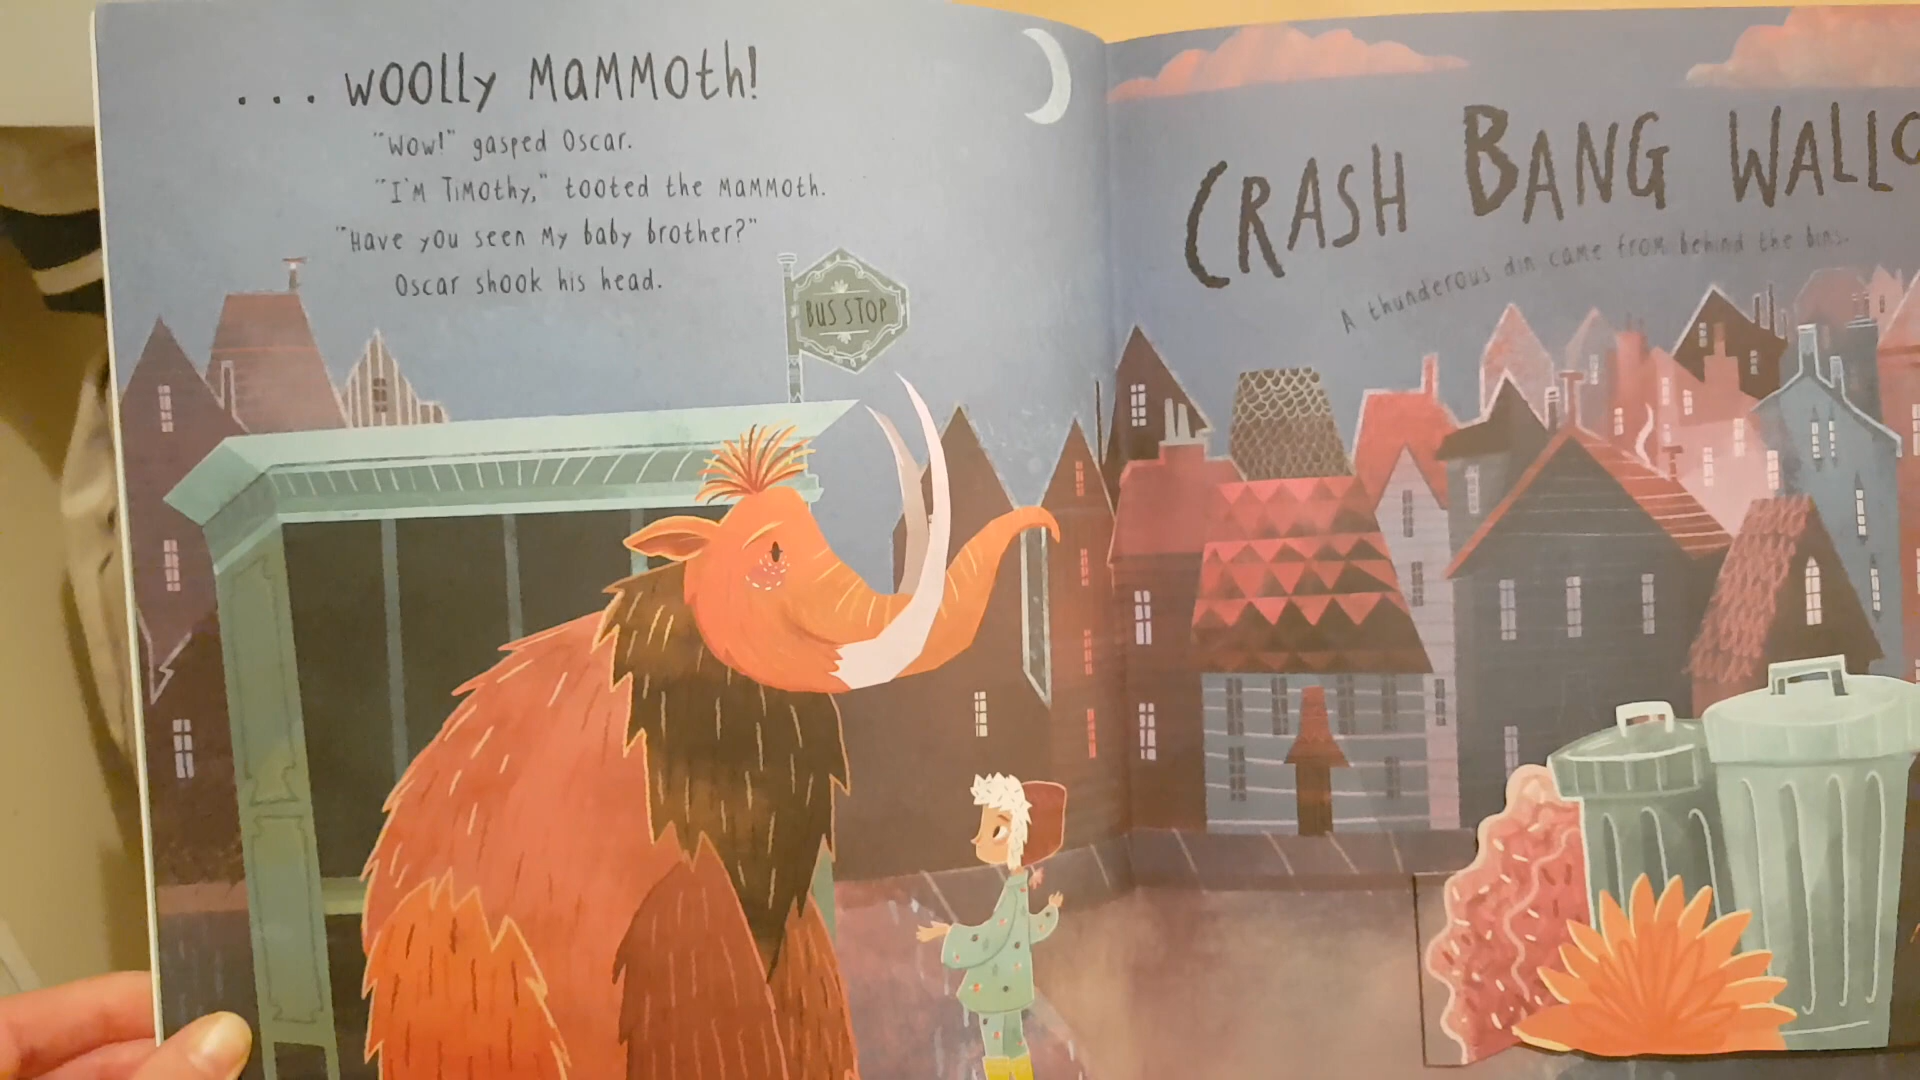 ... WOOLLY MAMMOTH!
"Wow!" gasped Oscar.
"I'M TIMOTHY," tooted the MAMMOTH.
"Have you seen My baby brother?"
Oscar shook his head.
BUS STOP
CRASH BANG WALLO
A thunderous din came from behind the bins.